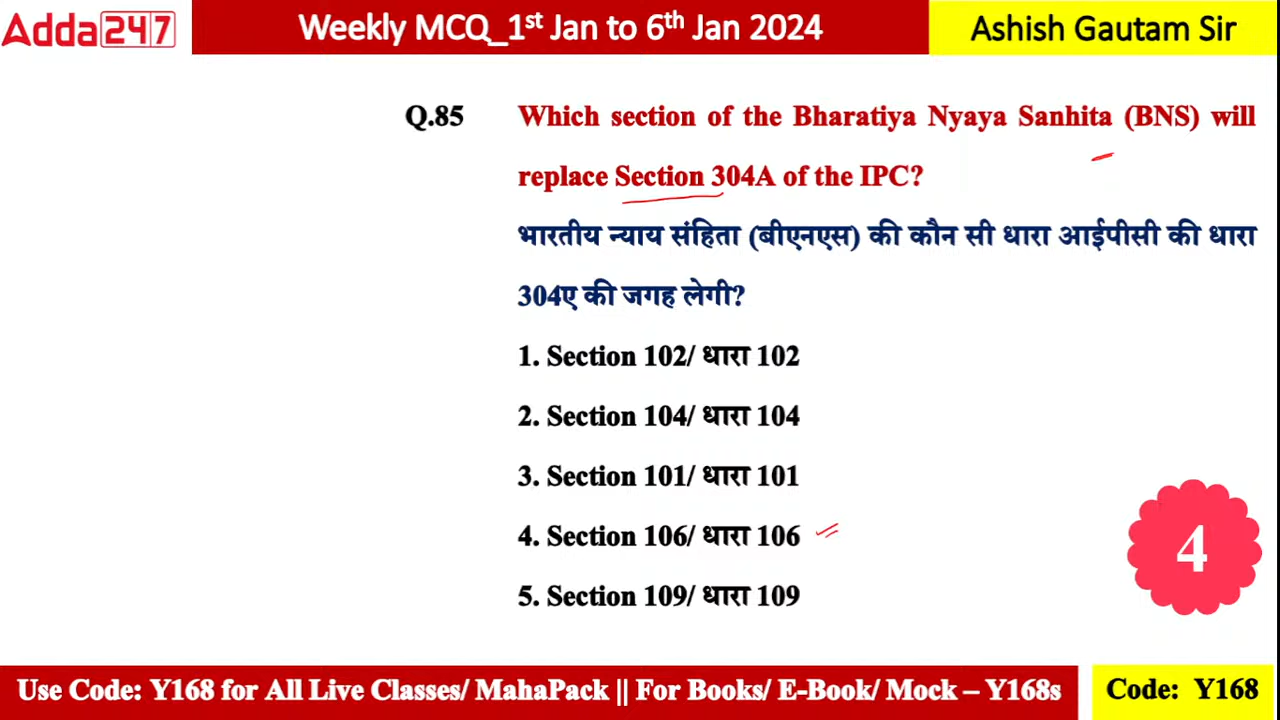 Adda247
Weekly MCQ_1st Jan to 6th Jan 2024
Ashish Gautam Sir
Q.85
Which section of the Bharatiya Nyaya Sanhita (BNS) will
replace Section 304A of the IPC?
भारतीय न्याय संहिता (बीएनएस) की कौन सी धारा आईपीसी की धारा
304ए की जगह लेगी?
1. Section 102/ धारा 102
2. Section 104/ धारा 104
3. Section 101/ धारा 101
4. Section 106/ धारा 106
5. Section 109/ धारा 109
4
Use Code: Y168 for All Live Classes/ MahaPack || For Books/ E-Book/ Mock – Y168s
Code: Y168